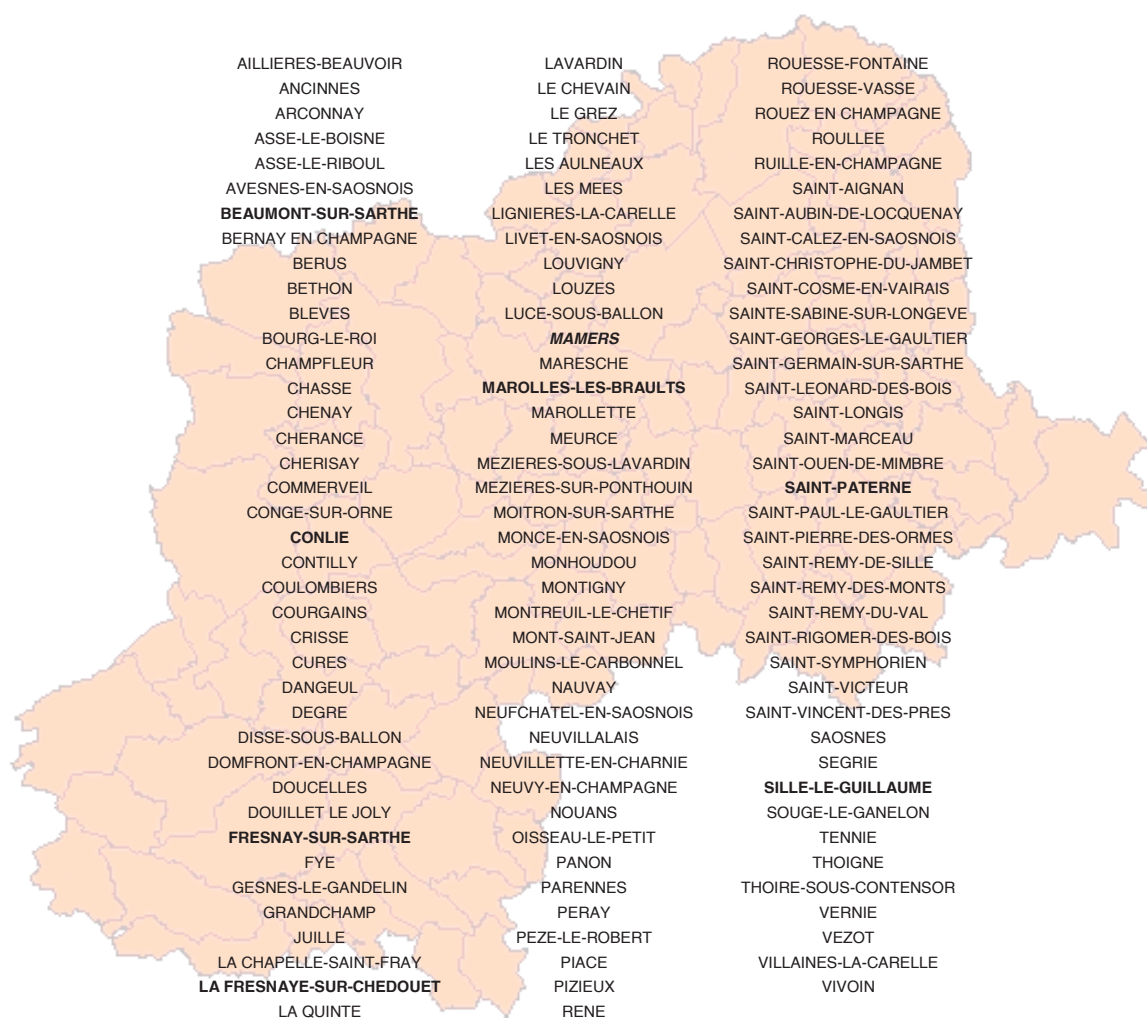 AILLIERES-BEAUVOIR
ANCINNES
ARCONNAY
ASSE-LE-BOISNE
ASSE-LE-RIBOUL
AVESNES-EN-SAOSNOIS
BEAUMONT-SUR-SARTHE
BERNAY EN CHAMPAGNE
BERUS
BETHON
BLEVES
BOURG-LE-ROI
CHAMPFLEUR
CHASSE
CHENAY
CHERANCE
CHERISAY
COMMERVEIL
CONGE-SUR-ORNE
CONLIE
CONTILLY
COULOMBIERS
COURGAINS
CRISSE
CURES
DANGEUL
DEGRE
DISSE-SOUS-BALLON
DOMFRONT-EN-CHAMPAGNE
DOUCELLES
DOUILLET LE JOLY
FRESNAY-SUR-SARTHE
FYE
GESNES-LE-GANDELIN
GRANDCHAMP
JUILLE
LA CHAPELLE-SAINT-FRAY
LA FRESNAYE-SUR-CHEDOUET
LA QUINTE
LAVARDIN
LE CHEVAIN
LE GREZ
LE TRONCHET
LES AULNEAUX
LES MEES
LIGNIERES-LA-CARELLE
LIVET-EN-SAOSNOIS
LOUVIGNY
LOUZES
LUCE-SOUS-BALLON
MAMERS
MARESCHE
MAROLLES-LES-BRAULTS
MAROLLETTE
MEURCE
MEZIERES-SOUS-LAVARDIN
MEZIERES-SUR-PONTHOUIN
MOITRON-SUR-SARTHE
MONCE-EN-SAOSNOIS
MONHOUDOU
MONTIGNY
MONTREUIL-LE-CHETIF
MONT-SAINT-JEAN
MOULINS-LE-CARBONNEL
NAUVAY
NEUFCHATEL-EN-SAOSNOIS
NEUVILLALAIS
NEUVILLETTE-EN-CHARNIE
NEUVY-EN-CHAMPAGNE
NOUANS
OISSEAU-LE-PETIT
PANON
PARENNES
PERAY
PEZE-LE-ROBERT
PIACE
PIZIEUX
RENE
ROUESSE-FONTAINE
ROUESSE-VASSE
ROUEZ EN CHAMPAGNE
ROULLEE
RUILLE-EN-CHAMPAGNE
SAINT-AIGNAN
SAINT-AUBIN-DE-LOCQUENAY
SAINT-CALEZ-EN-SAOSNOIS
SAINT-CHRISTOPHE-DU-JAMBET
SAINT-COSME-EN-VAIRAIS
SAINTE-SABINE-SUR-LONGEVE
SAINT-GEORGES-LE-GAULTIER
SAINT-GERMAIN-SUR-SARTHE
SAINT-LEONARD-DES-BOIS
SAINT-LONGIS
SAINT-MARCEAU
SAINT-OUEN-DE-MIMBRE
SAINT-PATERNE
SAINT-PAUL-LE-GAULTIER
SAINT-PIERRE-DES-ORMES
SAINT-REMY-DE-SILLE
SAINT-REMY-DES-MONTS
SAINT-REMY-DU-VAL
SAINT-RIGOMER-DES-BOIS
SAINT-SYMPHORIEN
SAINT-VICTEUR
SAINT-VINCENT-DES-PRES
SAOSNES
SEGRIE
SILLE-LE-GUILLAUME
SOUGE-LE-GANELON
TENNIE
THOIGNE
THOIRE-SOUS-CONTENSOR
VERNIE
VEZOT
VILLAINES-LA-CARELLE
VIVOIN